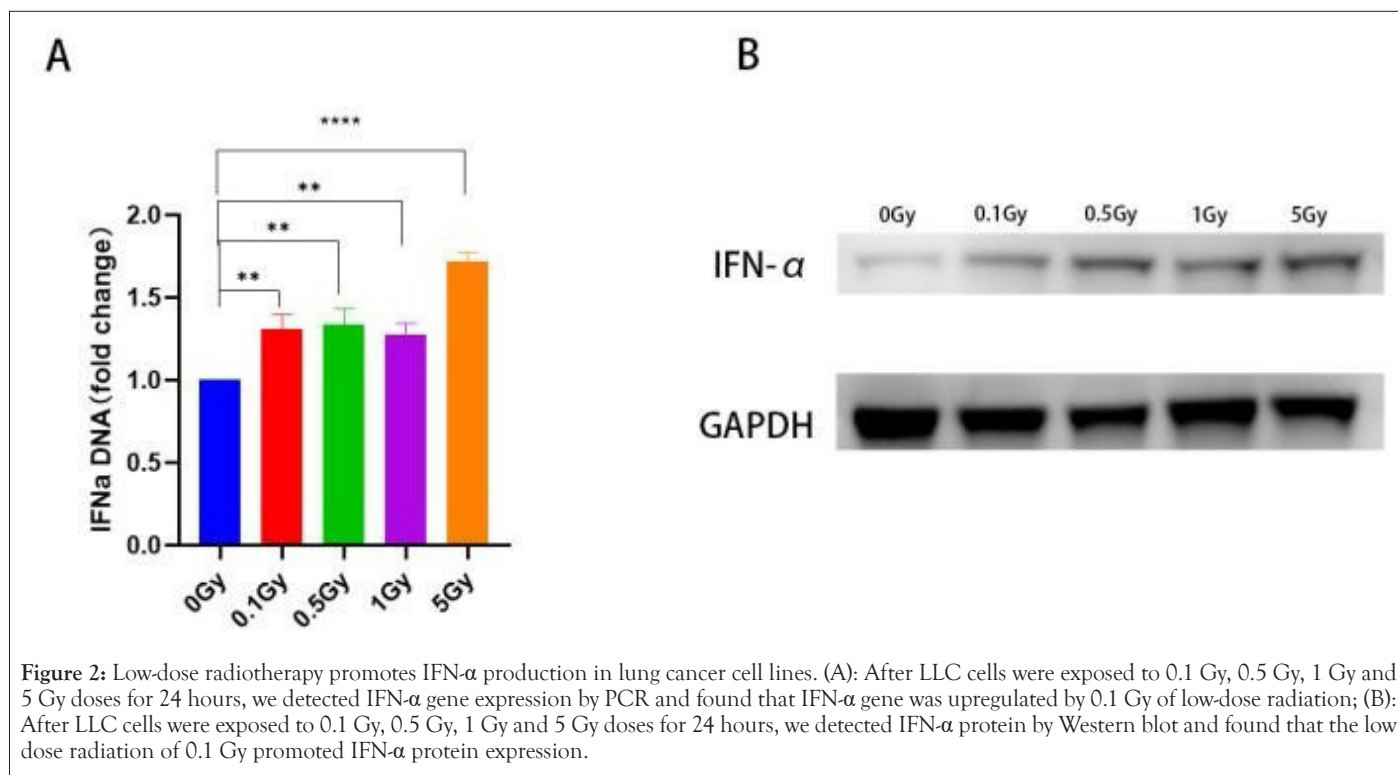 A
B
****
**
**
**
IFNa DNA(fold change)
2.0
1.5
1.0
0.5
0.0
0Gy
0.1Gy
0.5Gy
1Gy
5Gy
0Gy 0.1Gy 0.5Gy 1Gy 5Gy
IFN-α
GAPDH
Figure 2: Low-dose radiotherapy promotes IFN-α production in lung cancer cell lines. (A): After LLC cells were exposed to 0.1 Gy, 0.5 Gy, 1 Gy and
5 Gy doses for 24 hours, we detected IFN-α gene expression by PCR and found that IFN-α gene was upregulated by 0.1 Gy of low-dose radiation; (B):
After LLC cells were exposed to 0.1 Gy, 0.5 Gy, 1 Gy and 5 Gy doses for 24 hours, we detected IFN-α protein by Western blot and found that the low
dose radiation of 0.1 Gy promoted IFN-α protein expression.